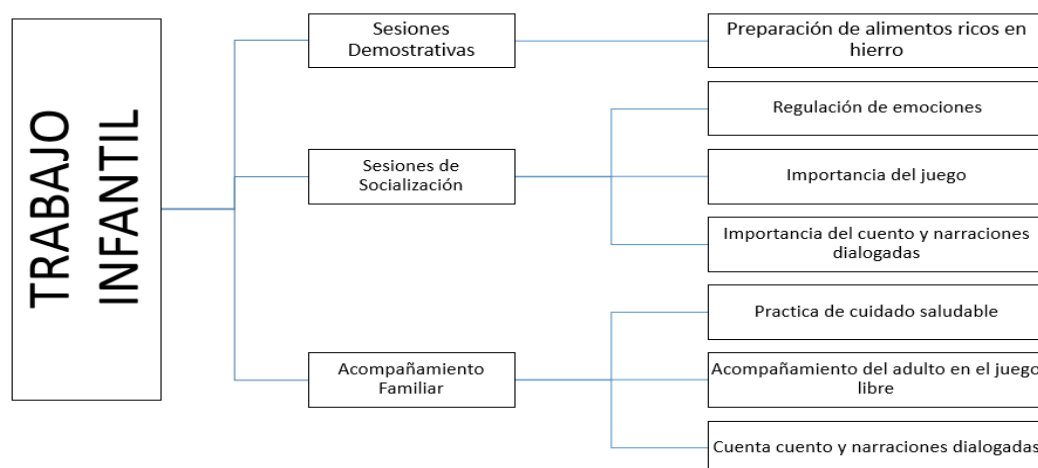 TRABAJO
INFANTIL
Sesiones
Demostrativas
Preparación de alimentos ricos en
hierro
Sesiones de
Socialización
Regulación de emociones
Importancia del juego
Importancia del cuento y narraciones
dialogadas
Acompañamiento
Familiar
Practica de cuidado saludable
Acompañamiento del adulto en el juego
libre
Cuenta cuento y narraciones dialogadas